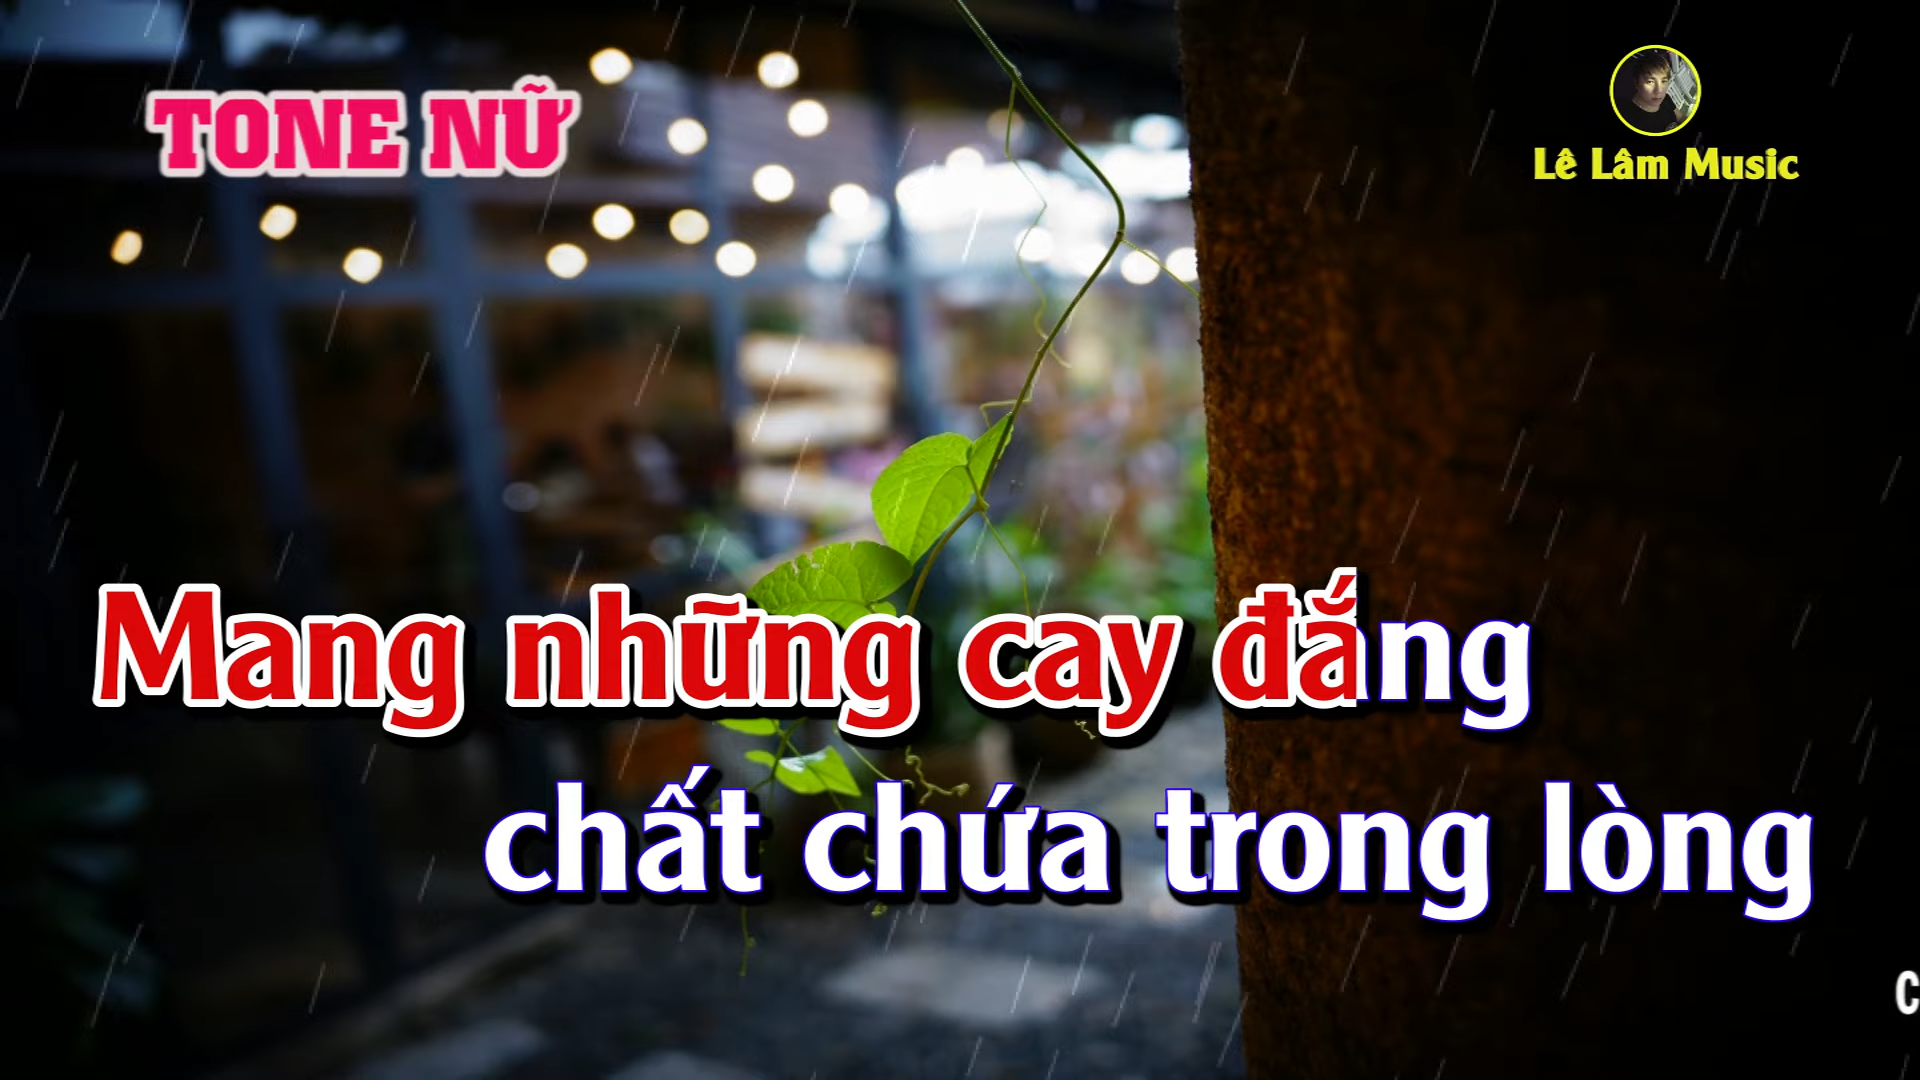 TONE NỮ
Lê Lâm Music
Mang những cay đắng
chất chứa trong lòng
C